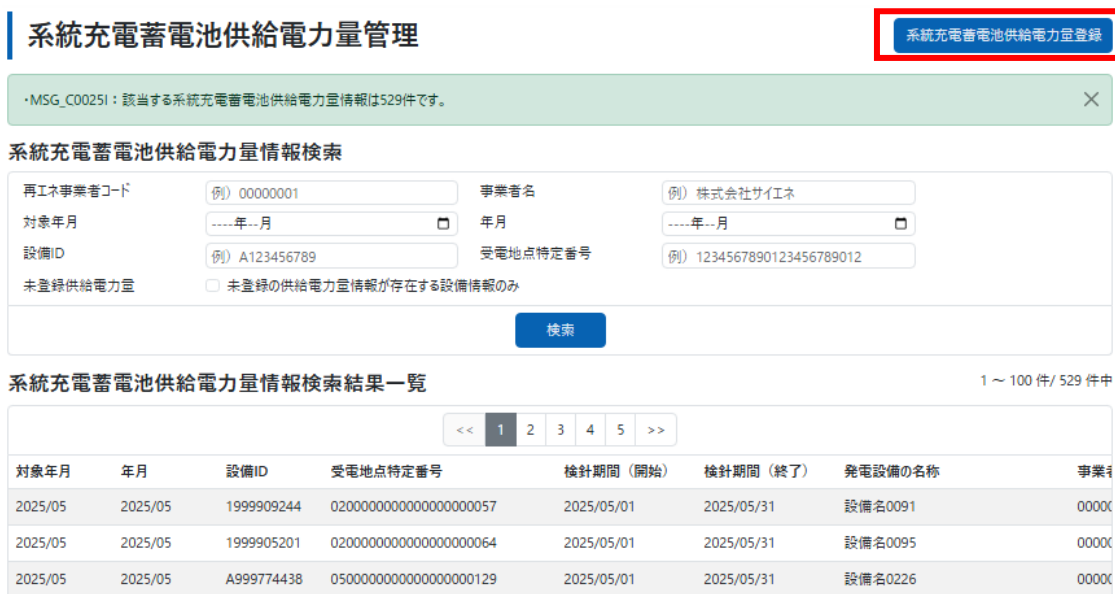 系統充電蓄電池供給電力量管理
系統充電蓄電池供給電力量登録
・MSG_C0025I：該当する系統充電蓄電池供給電力量情報は529件です。
系統充電蓄電池供給電力量情報検索
再エネ事業者コード 例）00000001 事業者名 例）株式会社サイエネ
対象年月 ----年--月 年月 ----年--月
設備ID 例）A123456789 受電地点特定番号 例）1234567890123456789012
未登録供給電力量 未登録の供給電力量情報が存在する設備情報のみ
検索
系統充電蓄電池供給電力量情報検索結果一覧 1 ～ 100 件/ 529 件中
<< 1 2 3 4 5 >>
対象年月 年月 設備ID 受電地点特定番号 検針期間（開始） 検針期間（終了） 発電設備の名称 事業者
2025/05 2025/05 1999909244 0200000000000000000057 2025/05/01 2025/05/31 設備名0091 00000
2025/05 2025/05 1999905201 0200000000000000000064 2025/05/01 2025/05/31 設備名0095 00000
2025/05 2025/05 A999774438 0500000000000000000129 2025/05/01 2025/05/31 設備名0226 00000